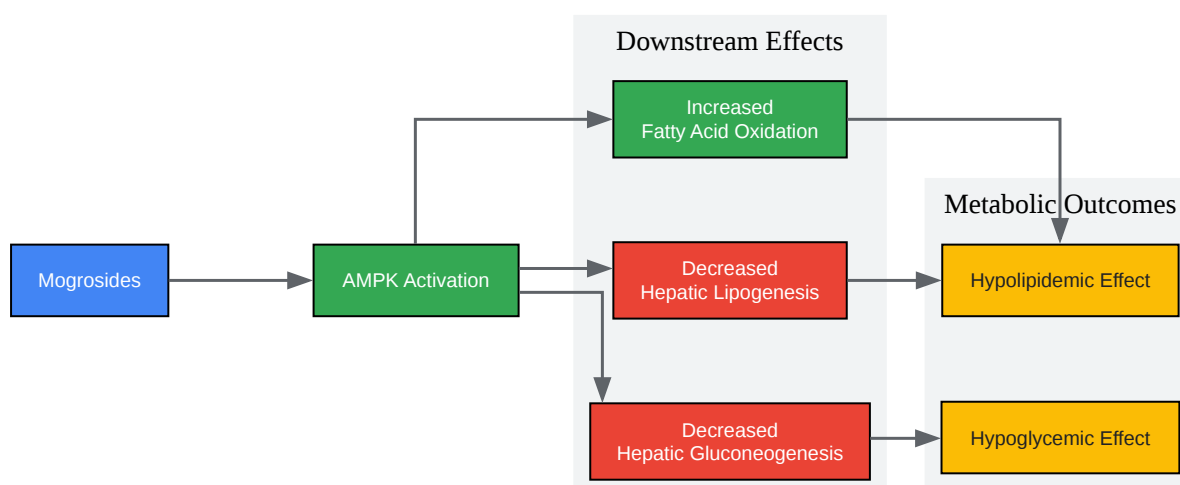 Downstream Effects
Increased
Fatty Acid Oxidation
Metabolic Outcomes
Mogrosides
AMPK Activation
Decreased
Hepatic Lipogenesis
Hypolipidemic Effect
Decreased
Hepatic Gluconeogenesis
Hypoglycemic Effect